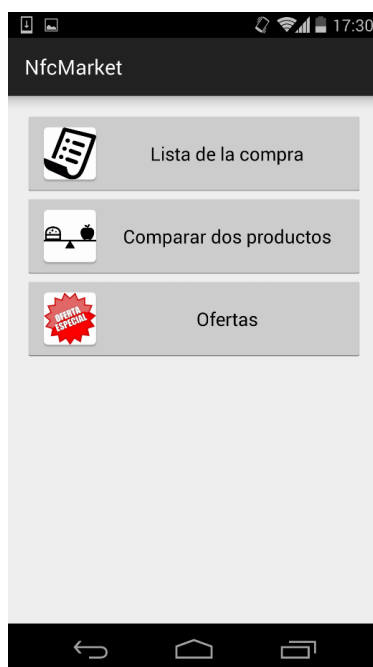 17:30
NfcMarket
Lista de la compra
Comparar dos productos
OFERTA
ESPECIAL
Ofertas